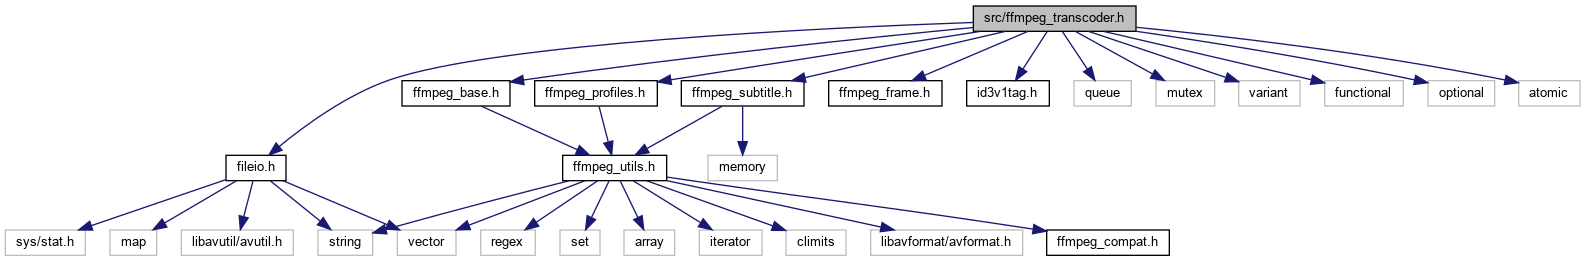 src/ffmpeg_transcoder.h
ffmpeg_base.h
ffmpeg_profiles.h
ffmpeg_subtitle.h
ffmpeg_frame.h
id3v1tag.h
queue
mutex
variant
functional
optional
atomic
fileio.h
ffmpeg_utils.h
memory
sys/stat.h
map
libavutil/avutil.h
string
vector
regex
set
array
iterator
climits
libavformat/avformat.h
ffmpeg_compat.h